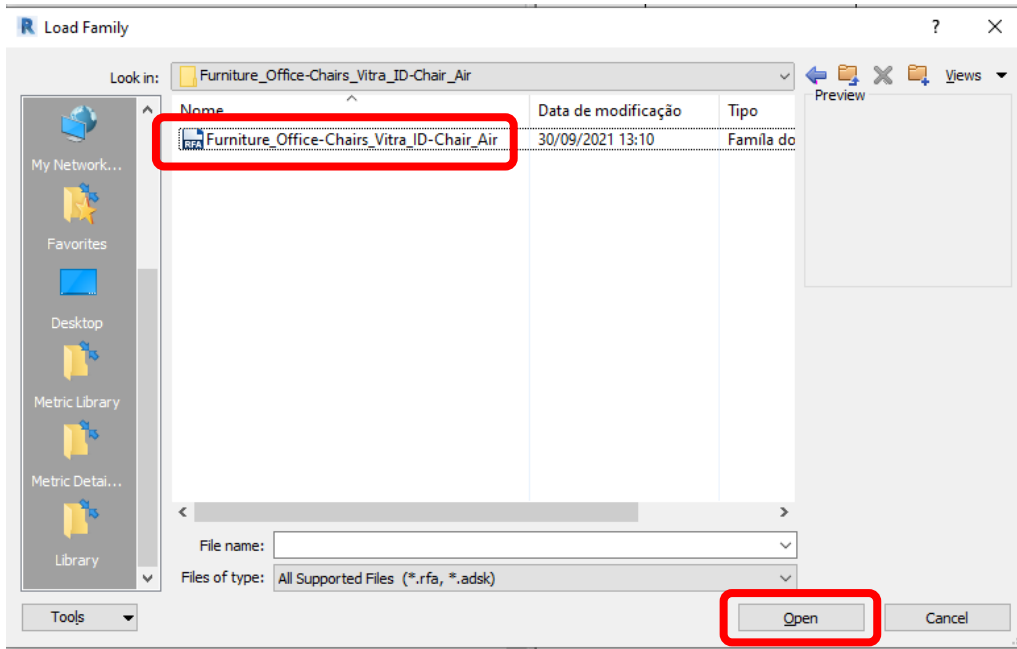 R Load Family ? ×
Look in: Furniture_Office-Chairs_Vitra_ID-Chair_Air Views
Nome Data de modificação Tipo Preview
RFA Furniture_Office-Chairs_Vitra_ID-Chair_Air 30/09/2021 13:10 Famíla do
My Network...
Favorites
Desktop
Metric Library
Metric Detai...
Library
File name:
Files of type: All Supported Files (*.rfa, *.adsk)
Tools Open Cancel